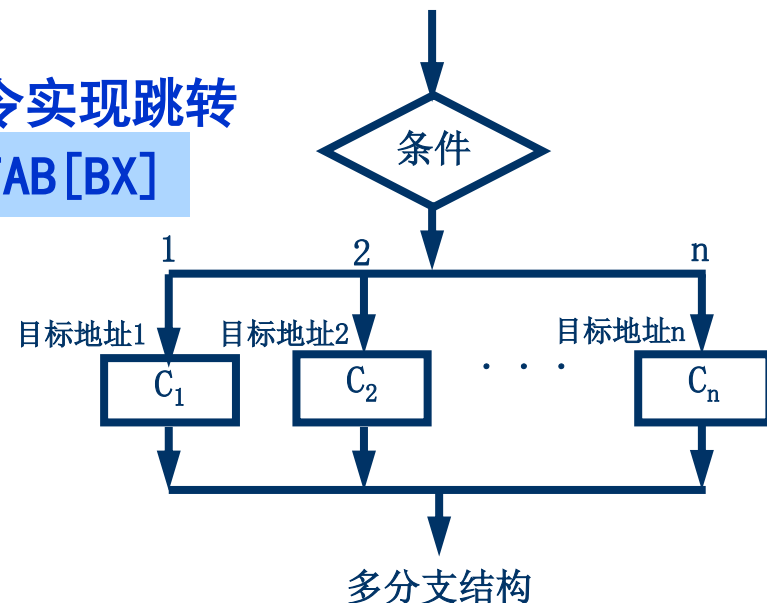 令实现跳转
TAB[BX]
条件
1 2 n
目标地址1 目标地址2 目标地址n
C1 C2 · · · Cn
多分支结构